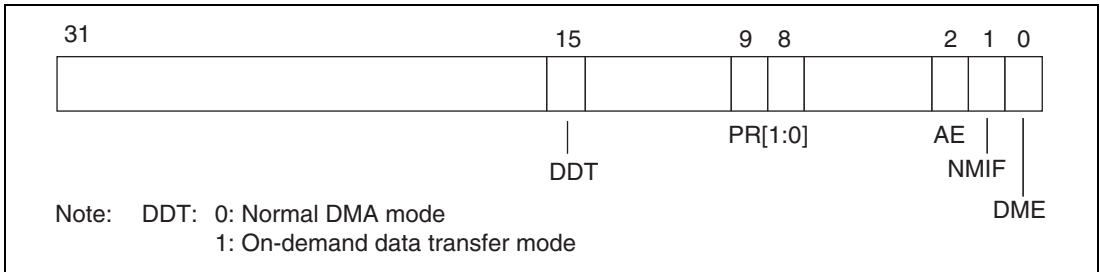 31 15 9 8 2 1 0
PR[1:0] AE
DDT NMIF
DME
Note: DDT: 0: Normal DMA mode
1: On-demand data transfer mode